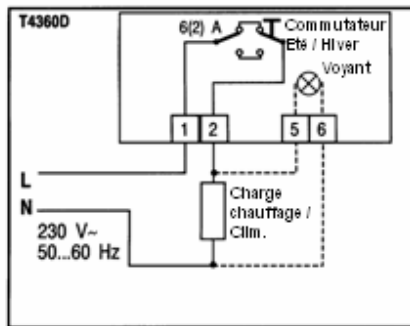 T4360D
6(2) A
Commutateur
Eté / Hiver
Voyant
1 2 5 6
L
N
Charge
chauffage /
Clim.
230 V~
50...60 Hz